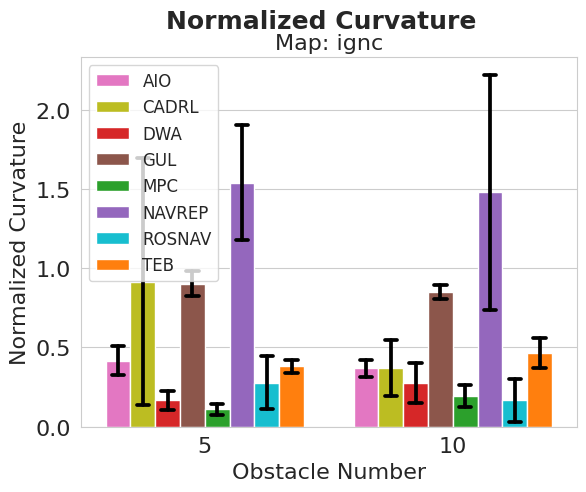 Normalized Curvature
Map: ignc
Normalized Curvature
2.0
1.5
1.0
0.5
0.0
AIO
CADRL
DWA
GUL
MPC
NAVREP
ROSNAV
TEB
5
10
Obstacle Number